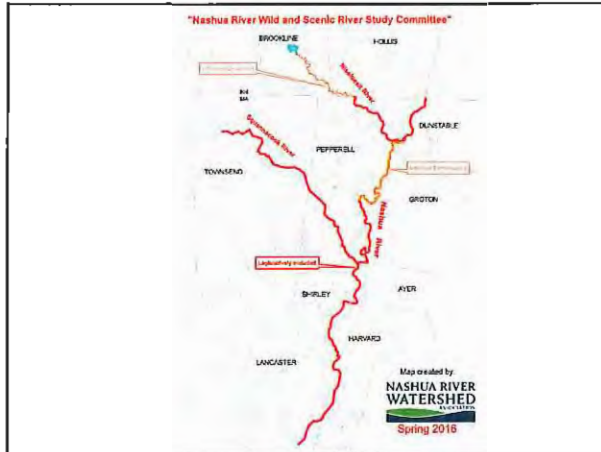 "Nashua River Wild and Scenic River Study Committee"
BROOKLINE
HOLLIS
Nissitissit River
NH
MA
DUNSTABLE
Squannacook River
PEPPERELL
TOWNSEND
GROTON
Nashua River
Legislatively Included
SHIRLEY
AYER
HARVARD
LANCASTER
Map created by:
NASHUA RIVER
WATERSHED
ASSOCIATION
Spring 2016